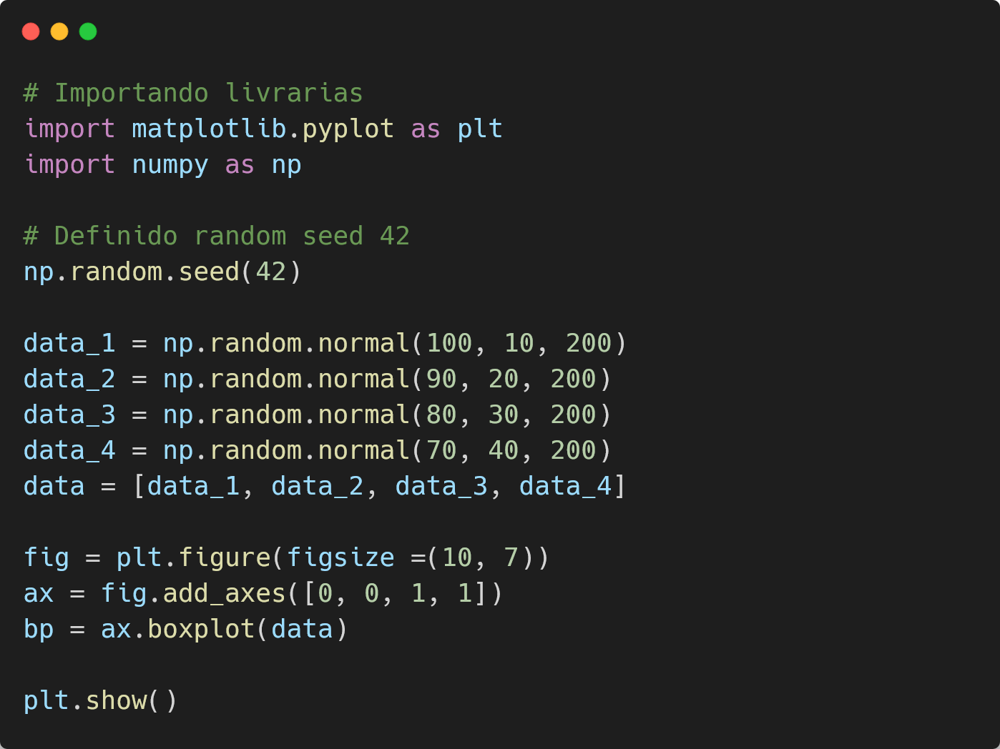 # Importando livrarias
import matplotlib.pyplot as plt
import numpy as np
# Definido random seed 42
np.random.seed(42)
data_1 = np.random.normal(100, 10, 200)
data_2 = np.random.normal(90, 20, 200)
data_3 = np.random.normal(80, 30, 200)
data_4 = np.random.normal(70, 40, 200)
data = [data_1, data_2, data_3, data_4]
fig = plt.figure(figsize =(10, 7))
ax = fig.add_axes([0, 0, 1, 1])
bp = ax.boxplot(data)
plt.show()